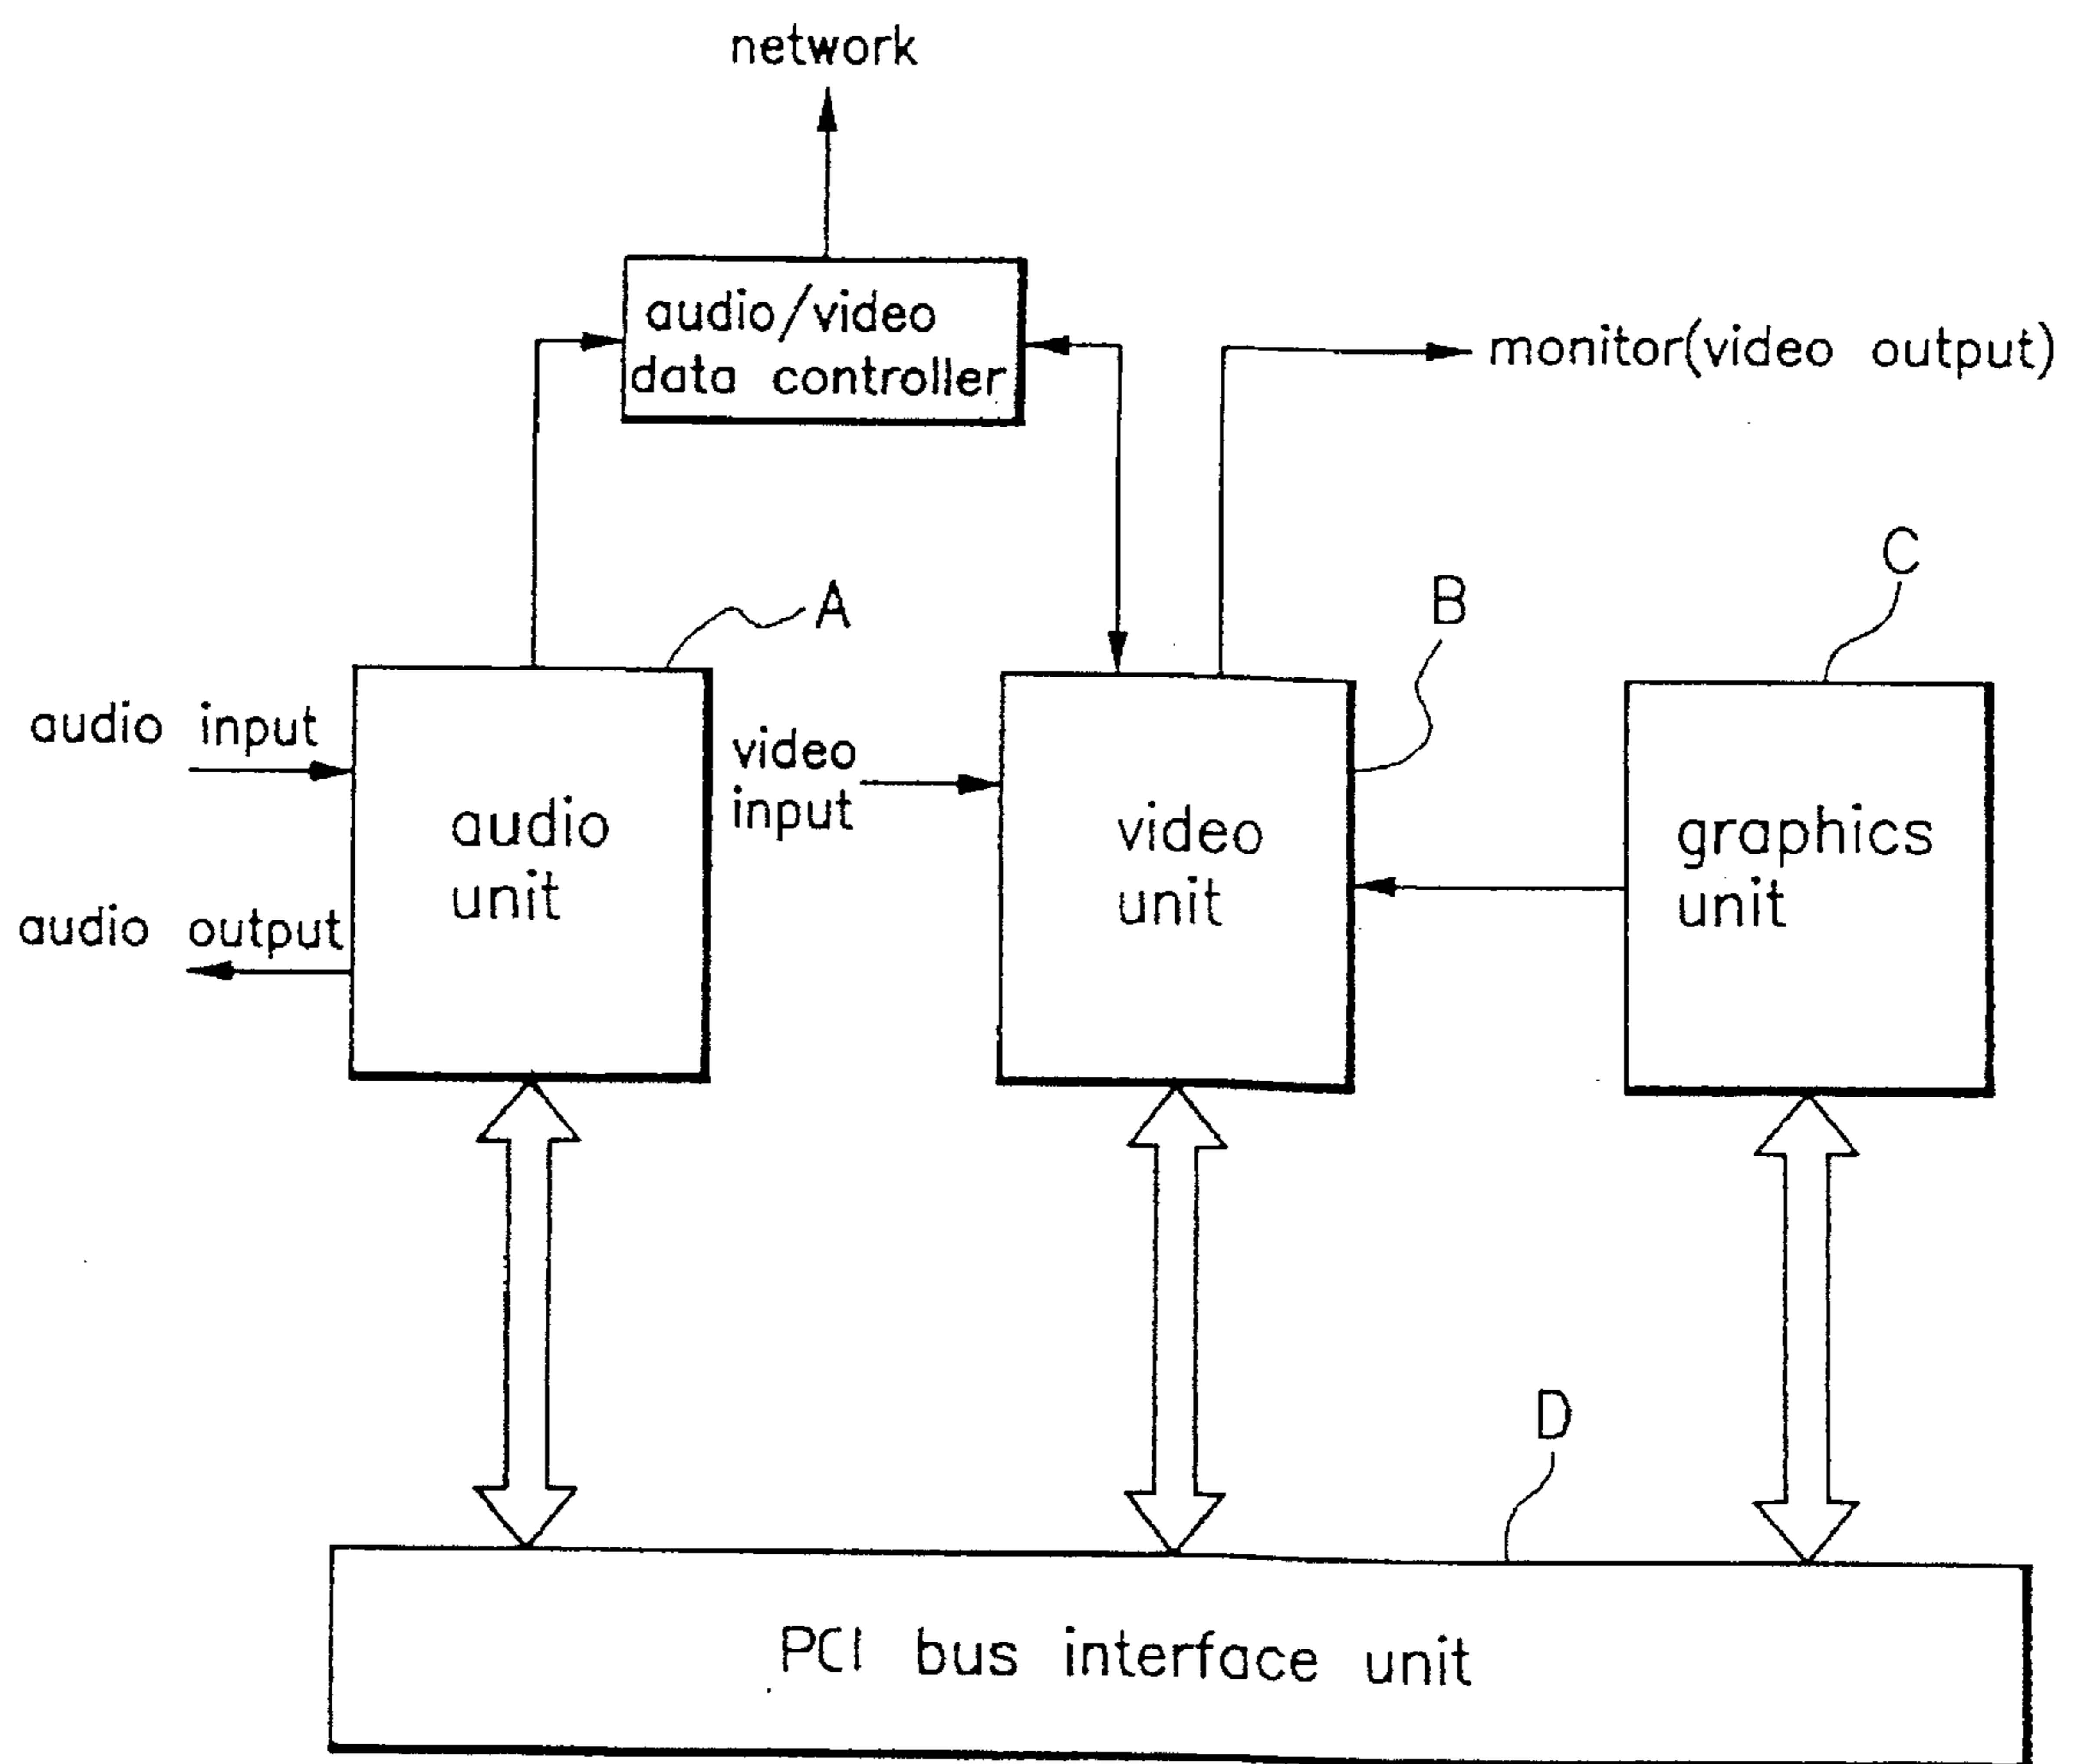 network
audio/video
data controller
monitor(video output)
C
B
A
audio input
video
input
audio
unit
video
unit
graphics
unit
audio output
D
PCI bus interface unit